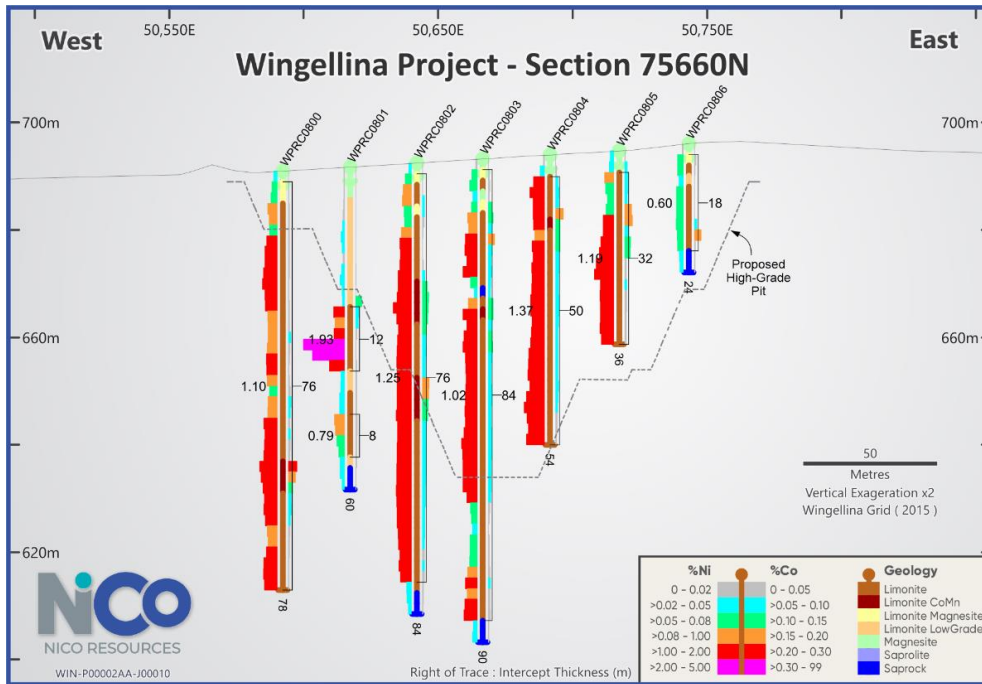 West
50,550E
50,650E
50,750E
East
Wingellina Project - Section 75660N
700m
700m
WPRC0800
WPRC0801
WPRC0802
WPRC0803
WPRC0804
WPRC0805
WPRC0806
0.60
18
1.19
32
24
Proposed
High-Grade
Pit
1.37
50
660m
660m
1.93
12
36
1.10
76
1.25
76
1.02
84
0.79
8
54
60
50
Metres
Vertical Exageration x2
Wingellina Grid ( 2015 )
620m
78
84
90
NiCo
NICO RESOURCES
WIN-P00002AA-J00010
Right of Trace : Intercept Thickness (m)
%Ni %Co Geology
0 - 0.02 0 - 0.05 Limonite
>0.02 - 0.05 >0.05 - 0.10 Limonite CoMn
>0.05 - 0.08 >0.10 - 0.15 Limonite Magnesite
>0.08 - 1.00 >0.15 - 0.20 Limonite LowGrade
>1.00 - 2.00 >0.20 - 0.30 Magnesite
>2.00 - 5.00 >0.30 - 99 Saprolite
Saprock